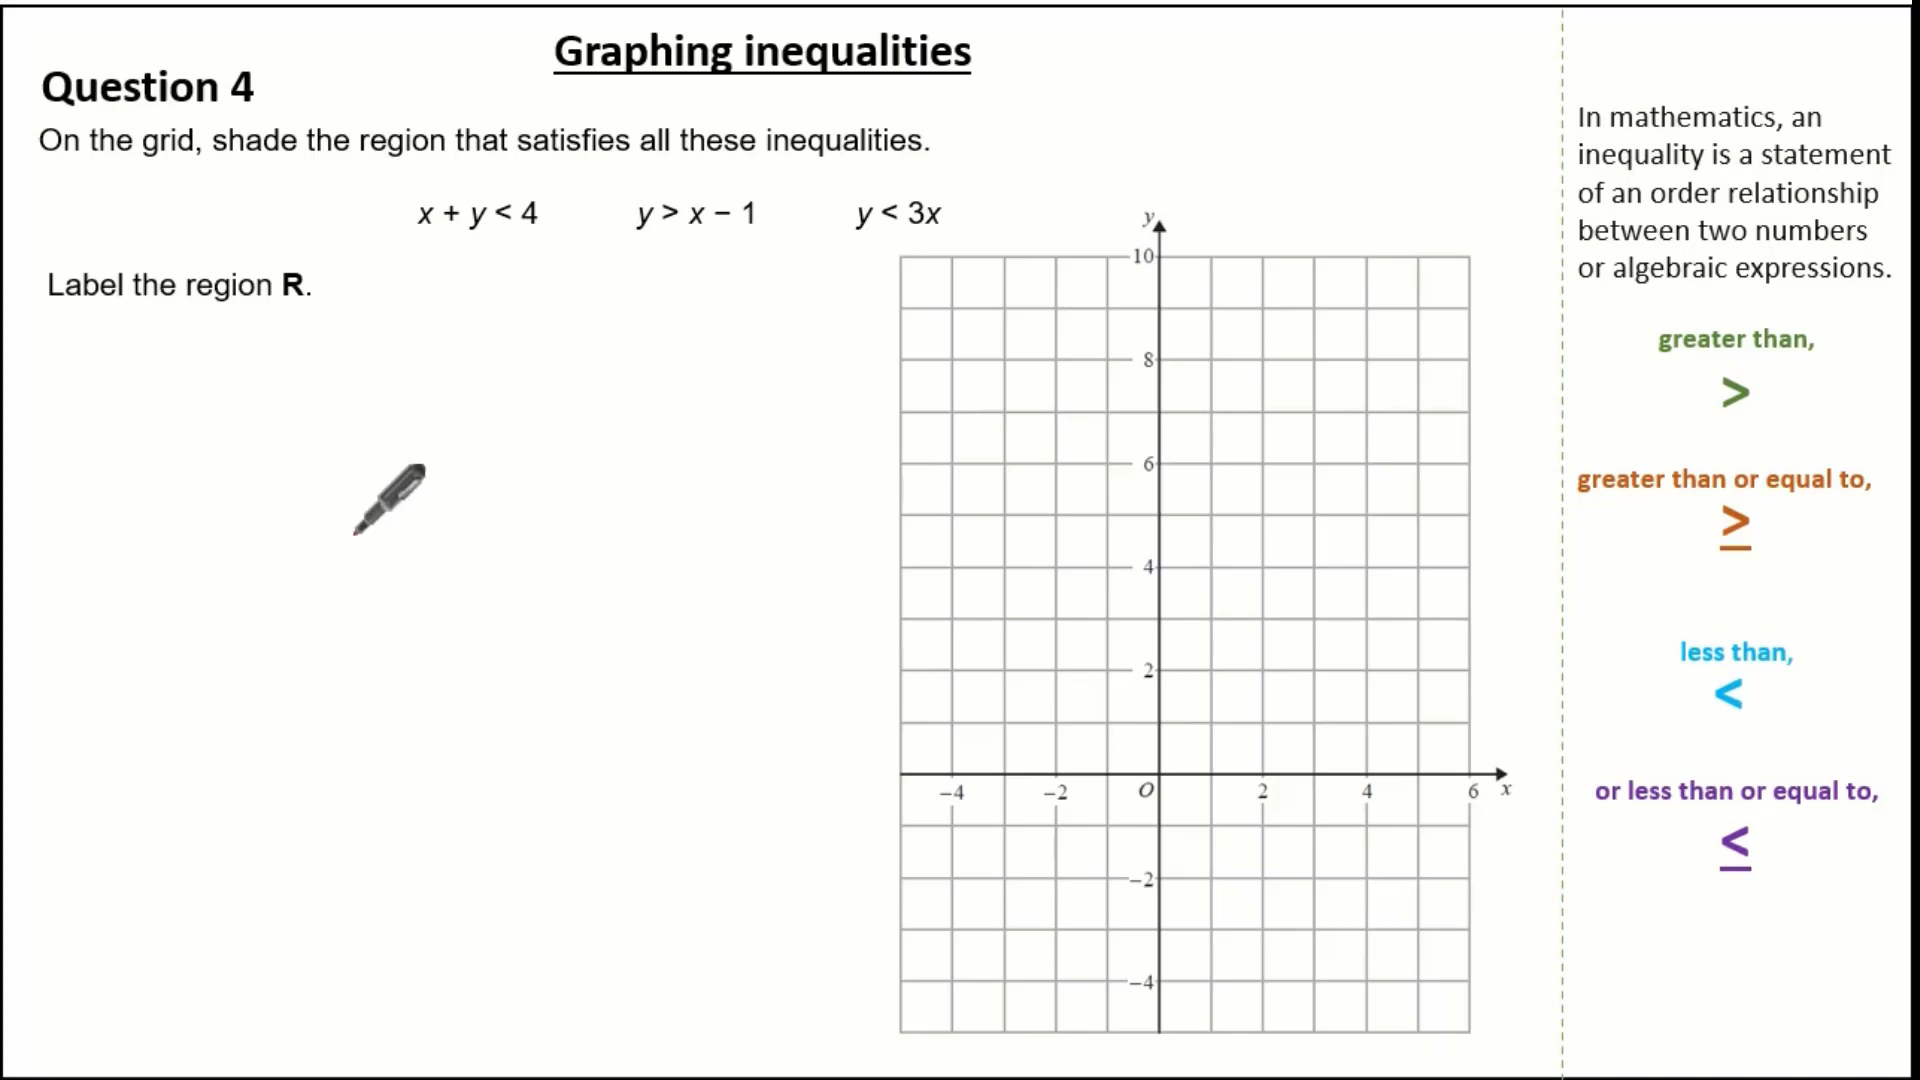 Graphing inequalities
Question 4
On the grid, shade the region that satisfies all these inequalities.
x + y < 4 y > x − 1 y < 3x
Label the region R.
y
10
8
6
4
2
−4 −2 O 2 4 6 x
−2
−4
In mathematics, an
inequality is a statement
of an order relationship
between two numbers
or algebraic expressions.
greater than,
>
greater than or equal to,
≥
less than,
<
or less than or equal to,
≤